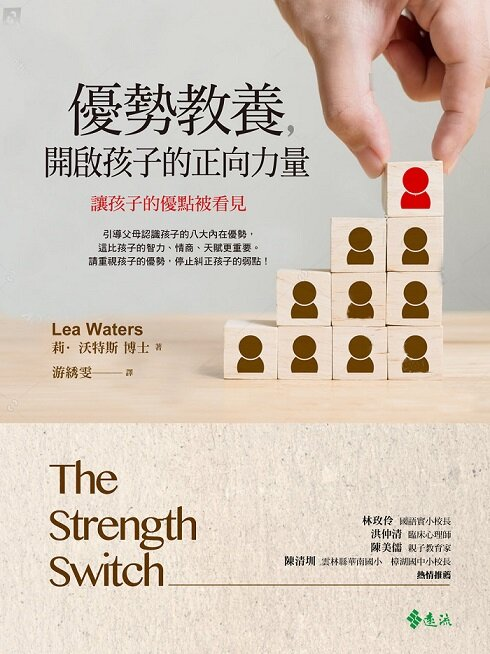 優勢教養,
開啟孩子的正向力量
讓孩子的優點被看見
引導父母認識孩子的八大內在優勢,
這比孩子的智力、情商、天賦更重要。
請重視孩子的優勢,停止糾正孩子的弱點!
Lea Waters
莉・沃特斯 博士 著
游綉雯 —— 譯
The
Strength
Switch
林玫伶 國語實小校長
洪仲清 臨床心理師
陳美儒 親子教育家
陳清圳 雲林縣華南國小 樟湖國中小校長
熱情推薦
遠流